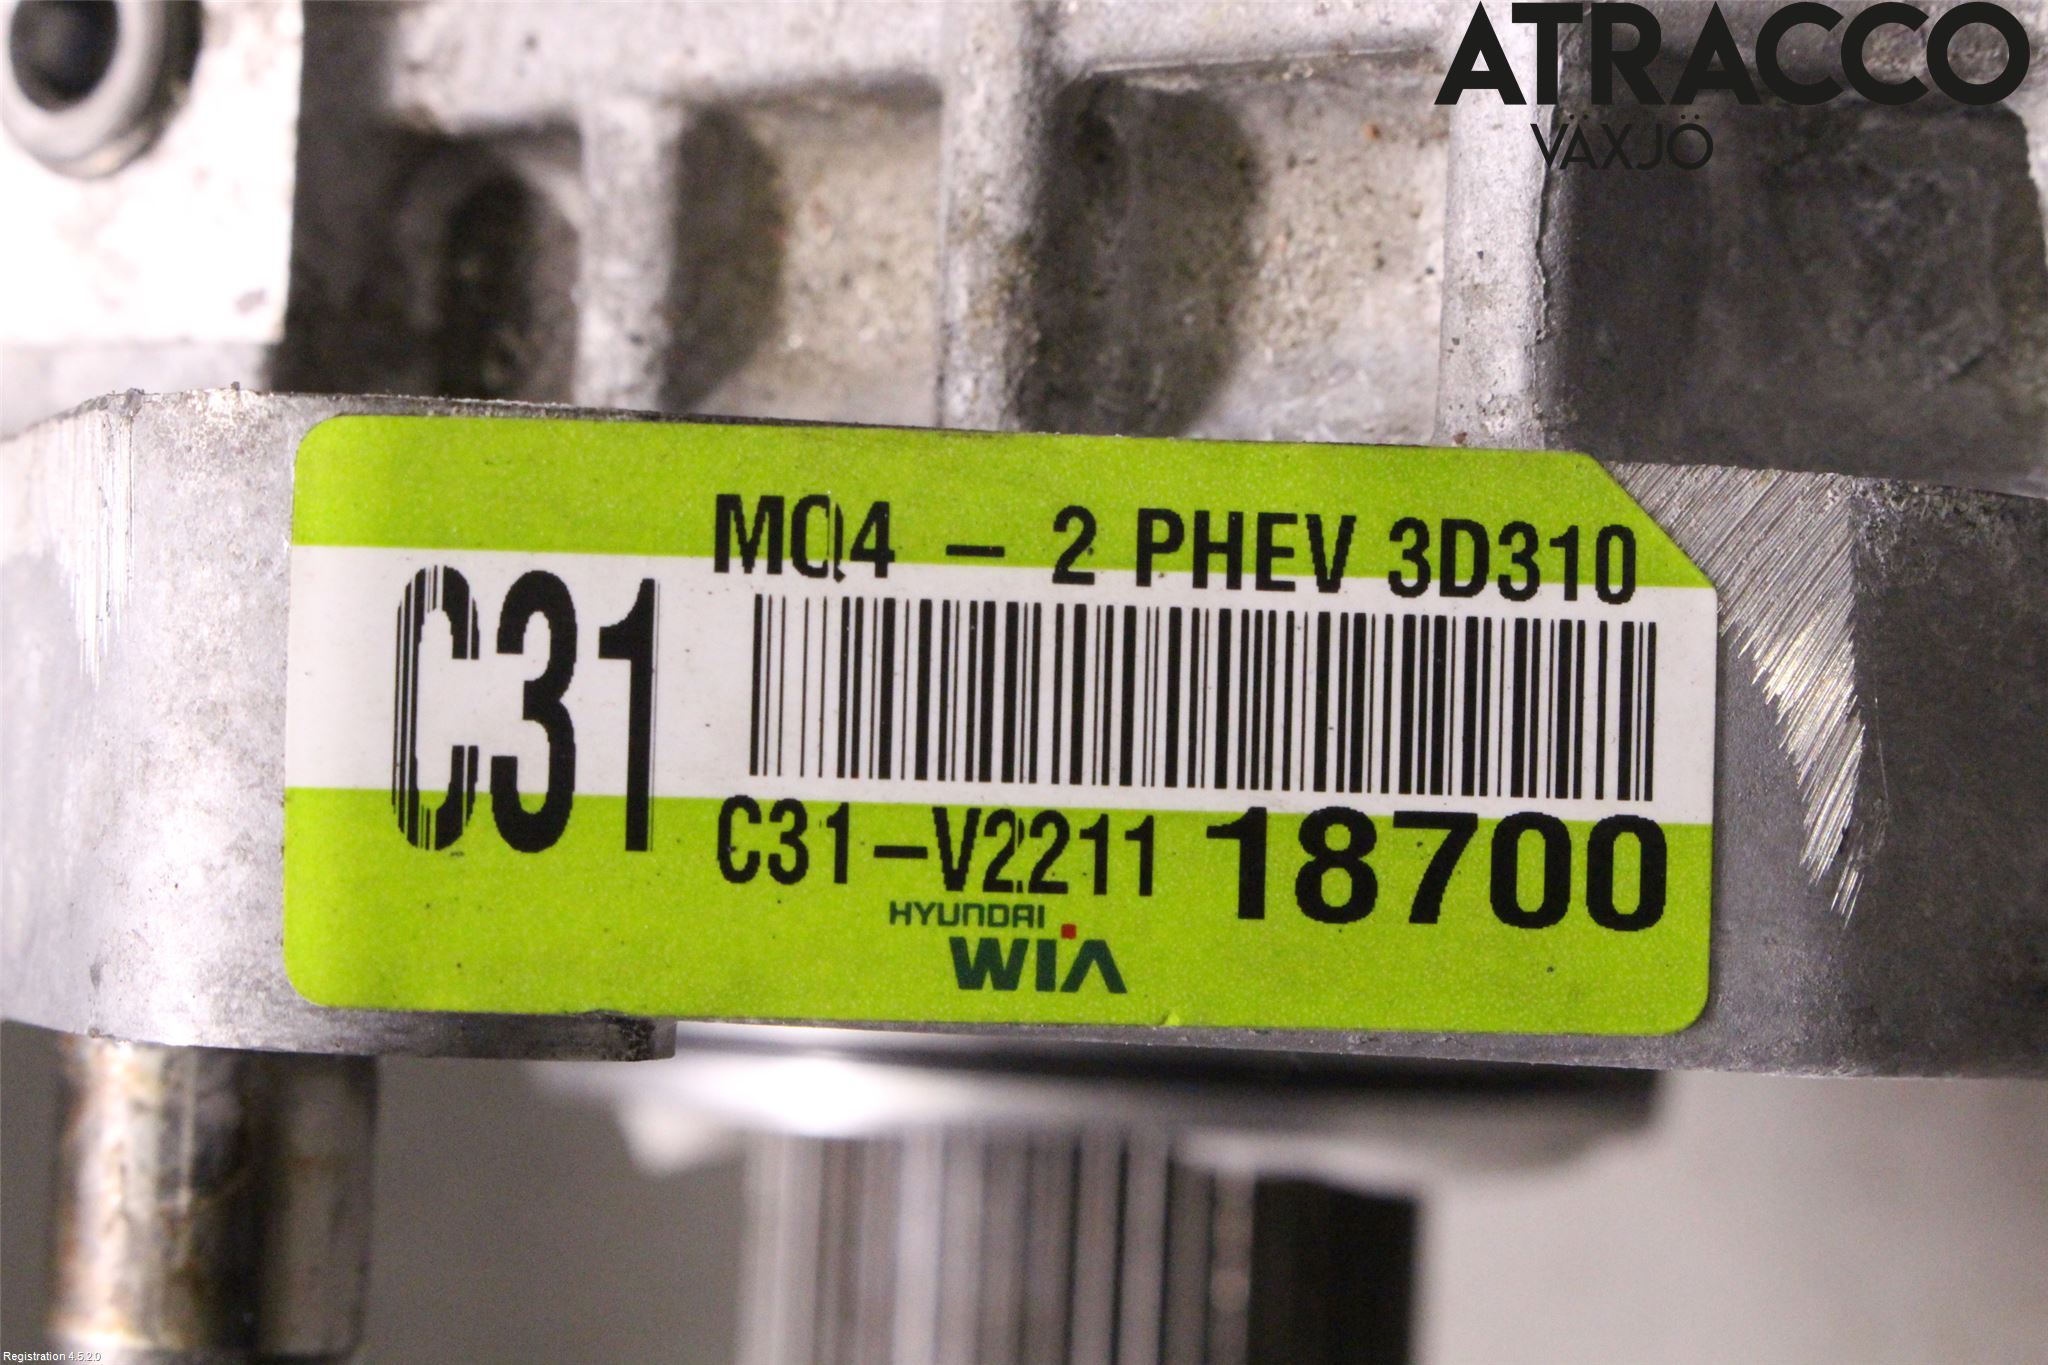 ATRACCO
VÄXJÖ
MQ4 - 2 PHEV 3D310
C31
C31-V2211 18700
HYUNDAI
WIA
Registration 4.5.2.0